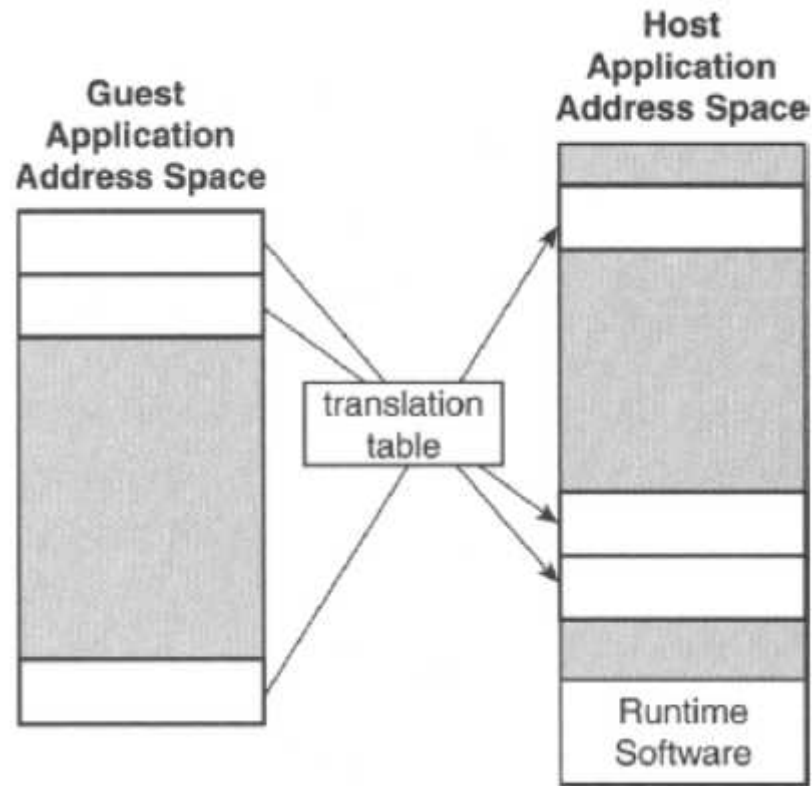 Guest
Application
Address Space
Host
Application
Address Space
translation
table
Runtime
Software